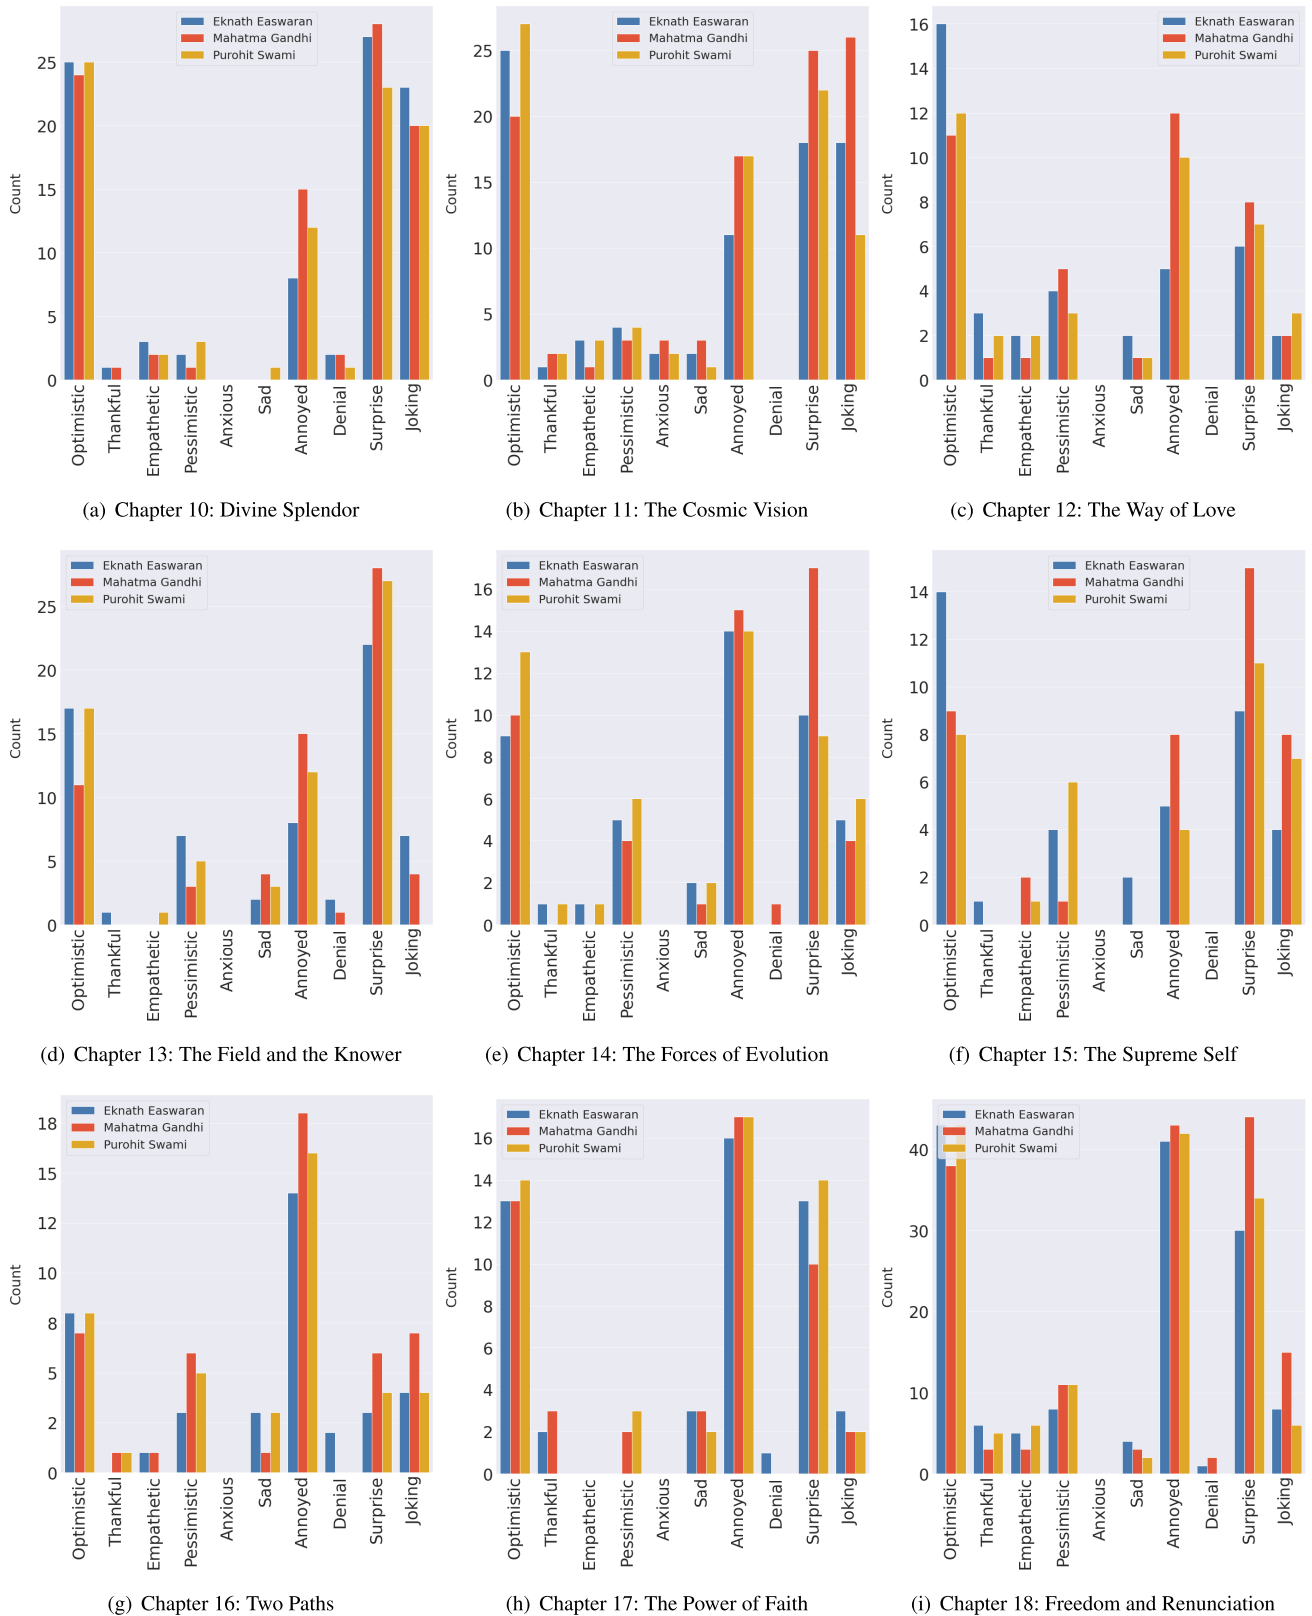 Eknath Easwaran
Mahatma Gandhi
Purohit Swami
Count
25
20
15
10
5
0
Optimistic
Thankful
Empathetic
Pessimistic
Anxious
Sad
Annoyed
Denial
Surprise
Joking
(a) Chapter 10: Divine Splendor
Eknath Easwaran
Mahatma Gandhi
Purohit Swami
Count
25
20
15
10
5
0
Optimistic
Thankful
Empathetic
Pessimistic
Anxious
Sad
Annoyed
Denial
Surprise
Joking
(b) Chapter 11: The Cosmic Vision
Eknath Easwaran
Mahatma Gandhi
Purohit Swami
Count
16
14
12
10
8
6
4
2
0
Optimistic
Thankful
Empathetic
Pessimistic
Anxious
Sad
Annoyed
Denial
Surprise
Joking
(c) Chapter 12: The Way of Love
Eknath Easwaran
Mahatma Gandhi
Purohit Swami
Count
25
20
15
10
5
0
Optimistic
Thankful
Empathetic
Pessimistic
Anxious
Sad
Annoyed
Denial
Surprise
Joking
(d) Chapter 13: The Field and the Knower
Eknath Easwaran
Mahatma Gandhi
Purohit Swami
Count
16
14
12
10
8
6
4
2
0
Optimistic
Thankful
Empathetic
Pessimistic
Anxious
Sad
Annoyed
Denial
Surprise
Joking
(e) Chapter 14: The Forces of Evolution
Eknath Easwaran
Mahatma Gandhi
Purohit Swami
Count
14
12
10
8
6
4
2
0
Optimistic
Thankful
Empathetic
Pessimistic
Anxious
Sad
Annoyed
Denial
Surprise
Joking
(f) Chapter 15: The Supreme Self
Eknath Easwaran
Mahatma Gandhi
Purohit Swami
Count
18
15
12
10
8
5
2
0
Optimistic
Thankful
Empathetic
Pessimistic
Anxious
Sad
Annoyed
Denial
Surprise
Joking
(g) Chapter 16: Two Paths
Eknath Easwaran
Mahatma Gandhi
Purohit Swami
Count
16
14
12
10
8
6
4
2
0
Optimistic
Thankful
Empathetic
Pessimistic
Anxious
Sad
Annoyed
Denial
Surprise
Joking
(h) Chapter 17: The Power of Faith
Eknath Easwaran
Mahatma Gandhi
Purohit Swami
Count
40
30
20
10
0
Optimistic
Thankful
Empathetic
Pessimistic
Anxious
Sad
Annoyed
Denial
Surprise
Joking
(i) Chapter 18: Freedom and Renunciation